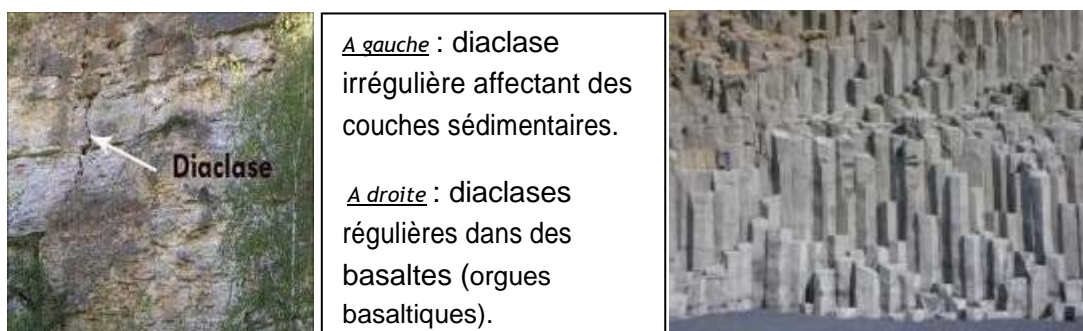 Diaclase
A gauche : diaclase
irrégulière affectant des
couches sédimentaires.
A droite : diaclases
régulières dans des
basaltes (orgues
basaltiques).